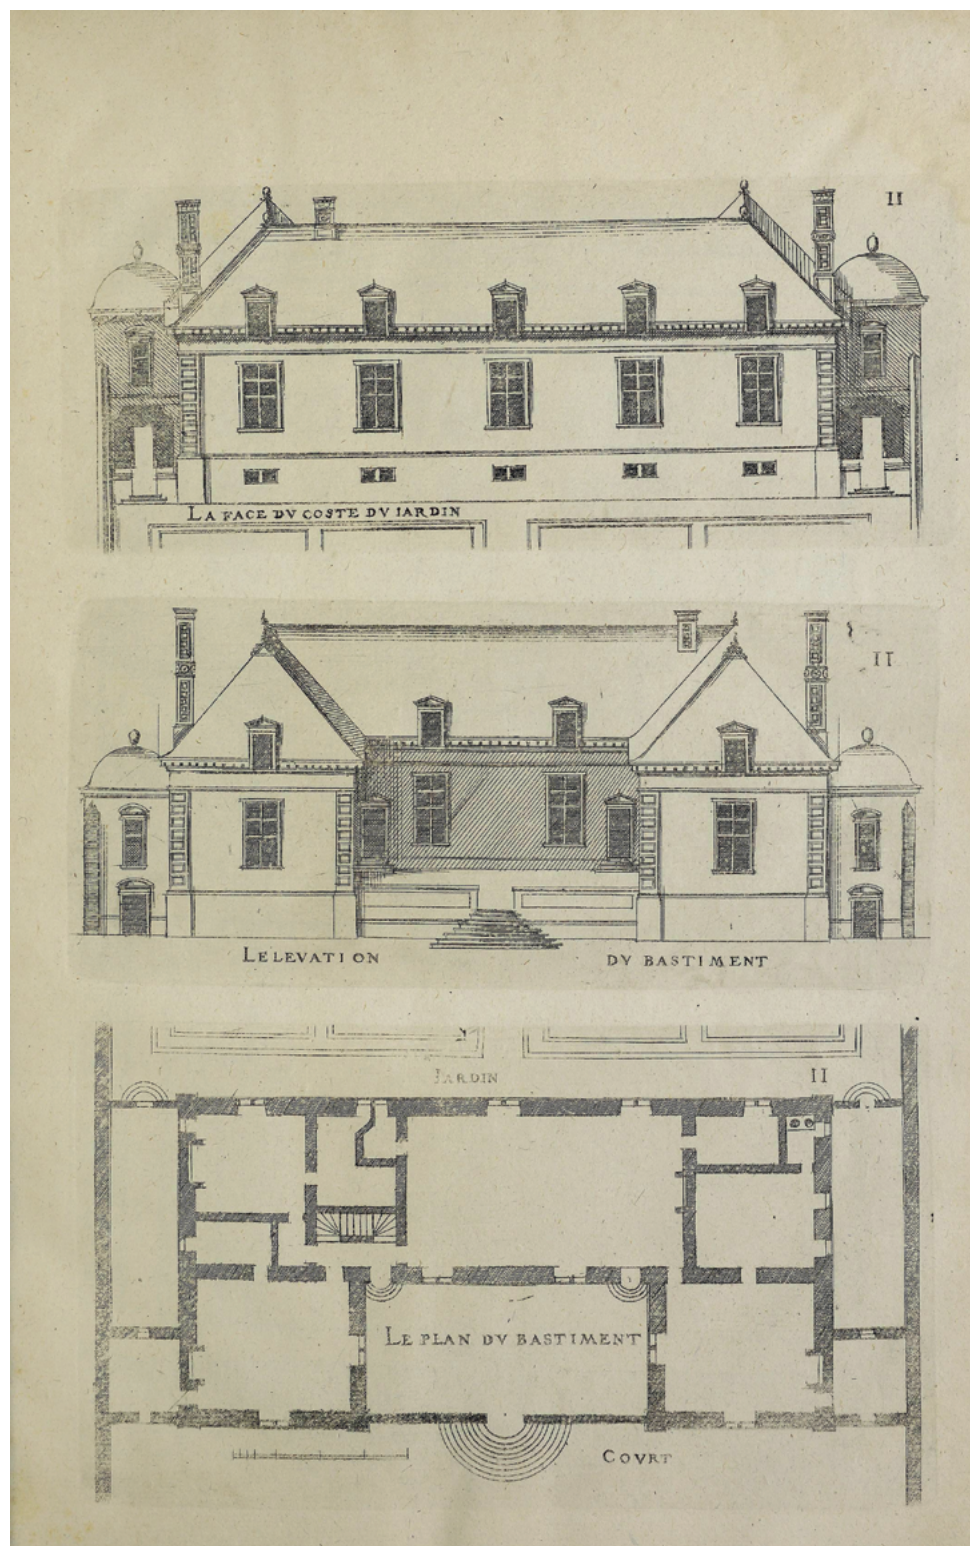 II
LA FACE DV COSTE DV IARDIN
II
LELEVATION DV BASTIMENT
IARDIN II
LE PLAN DV BASTIMENT
COVRT